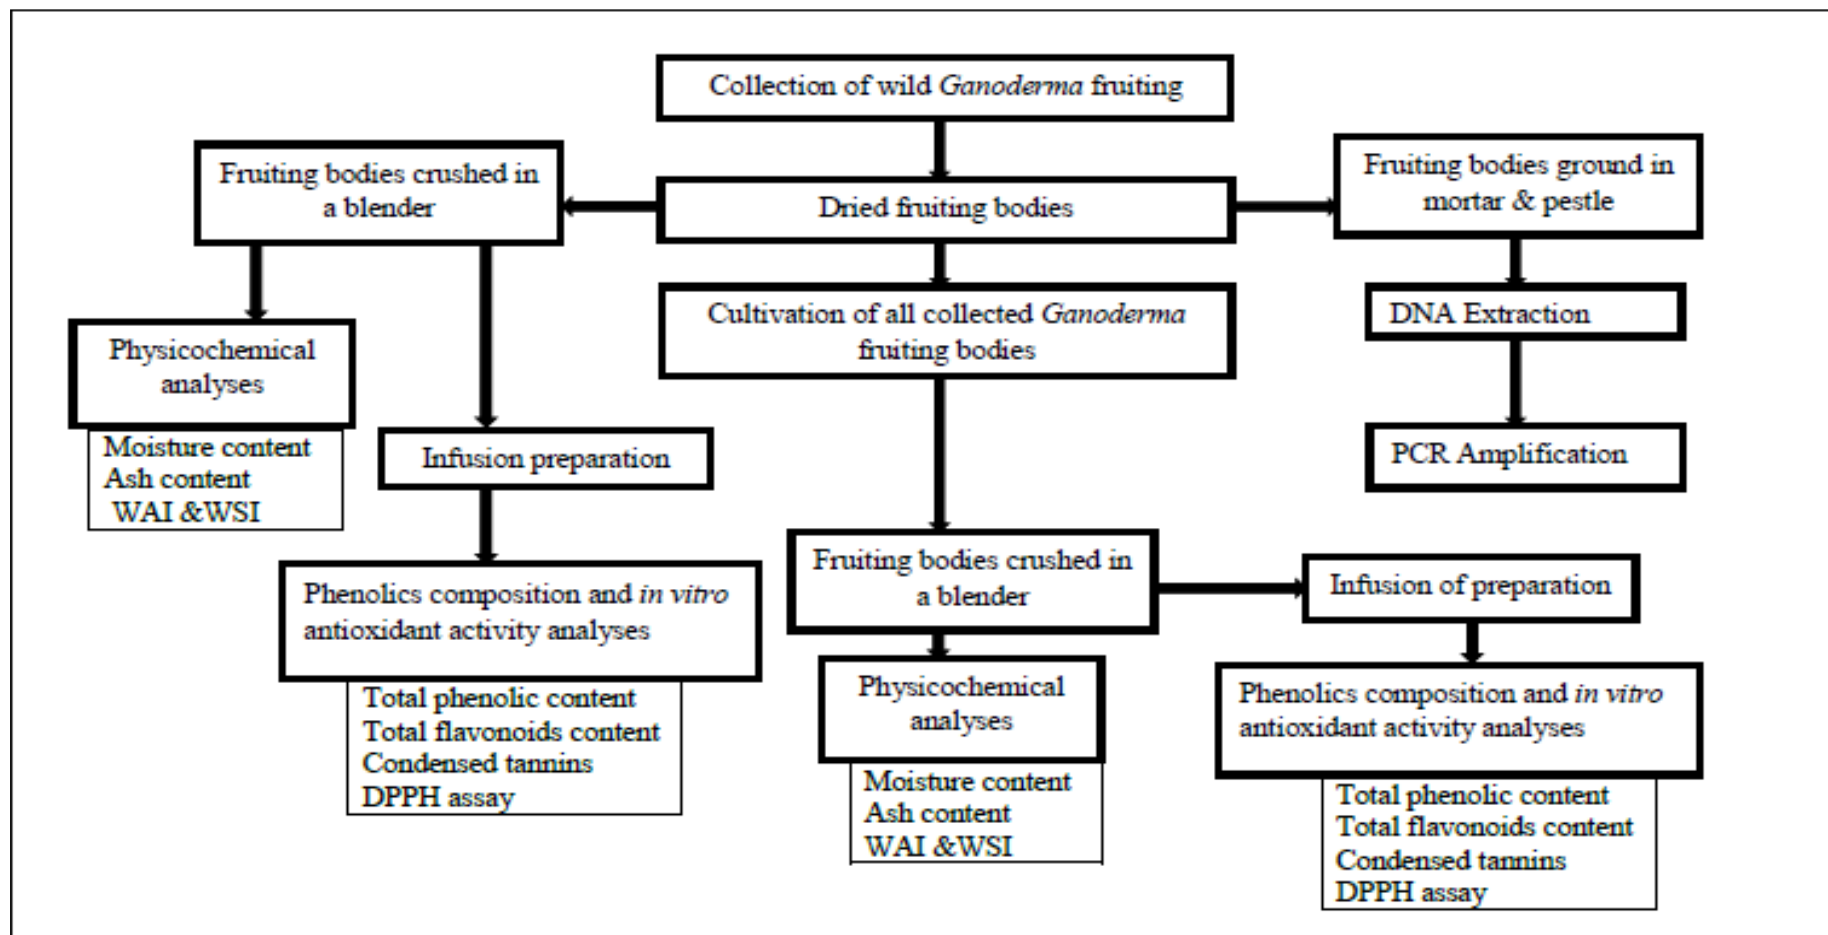 Collection of wild Ganoderma fruiting
Fruiting bodies crushed in
a blender
Dried fruiting bodies
Fruiting bodies ground in
mortar & pestle
Cultivation of all collected Ganoderma
fruiting bodies
DNA Extraction
Physicochemical
analyses
Moisture content
Ash content
WAI &WSI
Infusion preparation
PCR Amplification
Phenolics composition and in vitro
antioxidant activity analyses
Total phenolic content
Total flavonoids content
Condensed tannins
DPPH assay
Fruiting bodies crushed in
a blender
Infusion of preparation
Physicochemical
analyses
Moisture content
Ash content
WAI &WSI
Phenolics composition and in vitro
antioxidant activity analyses
Total phenolic content
Total flavonoids content
Condensed tannins
DPPH assay